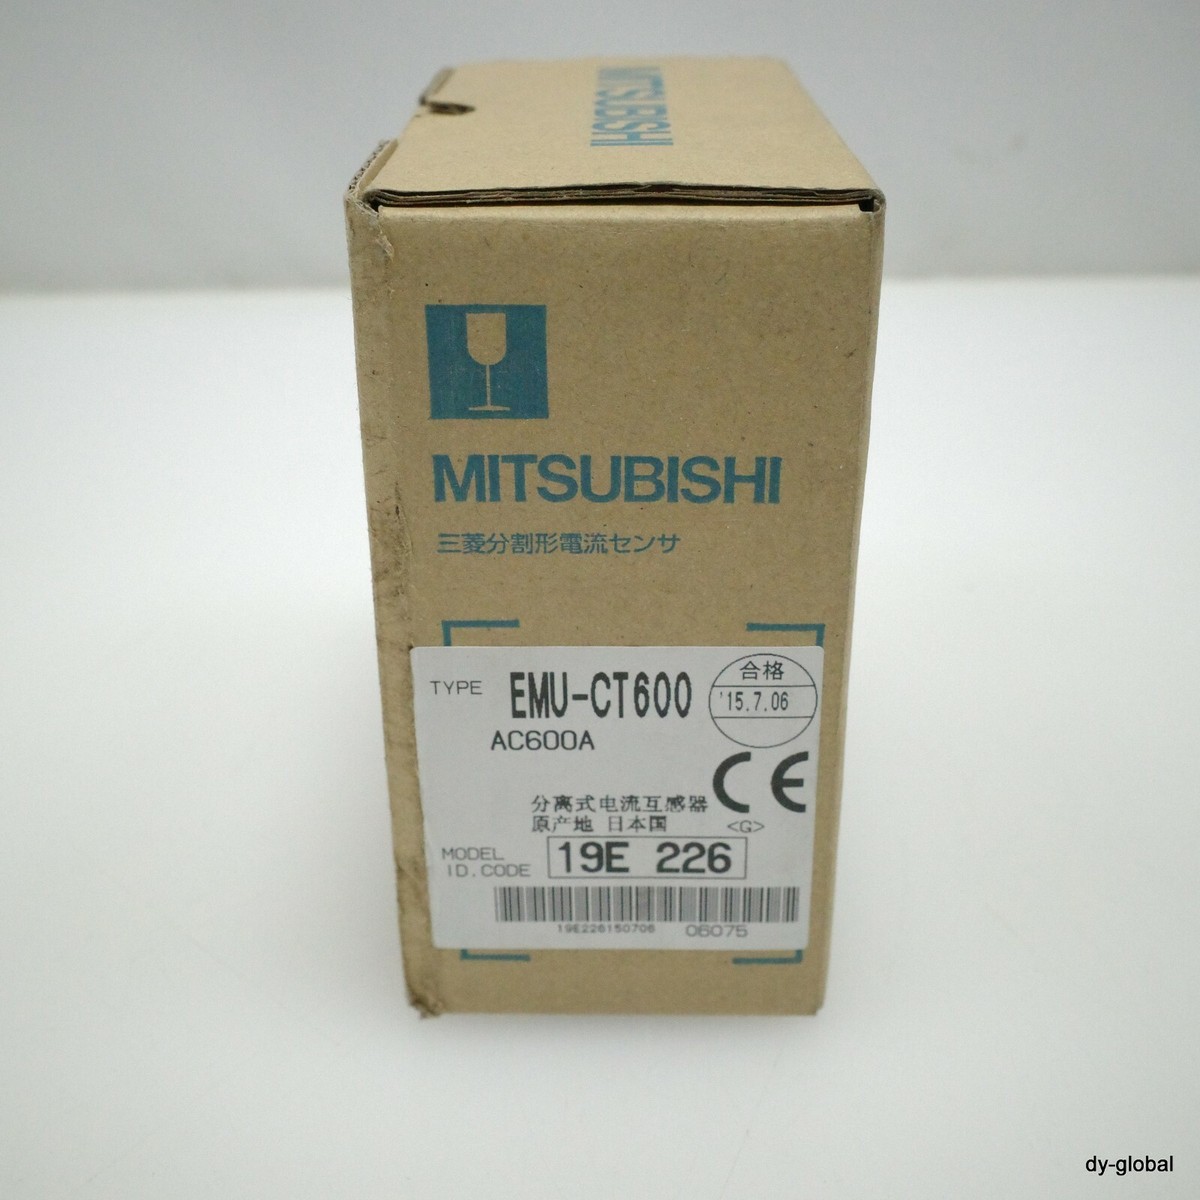 MITSUBISHI
MITSUBISHI
三菱分割形電流センサ
TYPE EMU-CT600
合格
'15.7.06
AC600A
CE
分离式电流互感器
原产地 日本国 <G>
MODEL
ID.CODE 19E 226
19E226150706 06075
dy-global